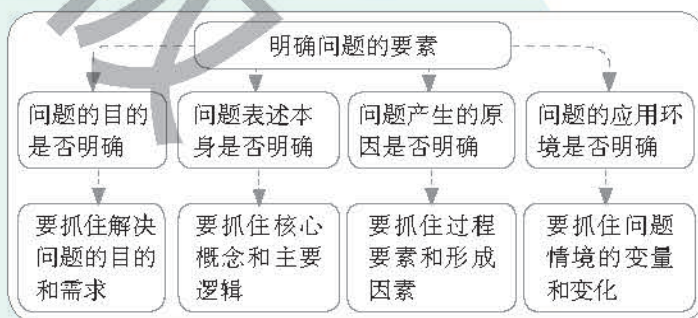 明确问题的要素
问题的目的
是否明确
问题表述本
身是否明确
问题产生的原
因是否明确
问题的应用环
境是否明确
要抓住解决
问题的目的
和需求
要抓住核心
概念和主要
逻辑
要抓住过程
要素和形成
因素
要抓住问题
情境的变量
和变化